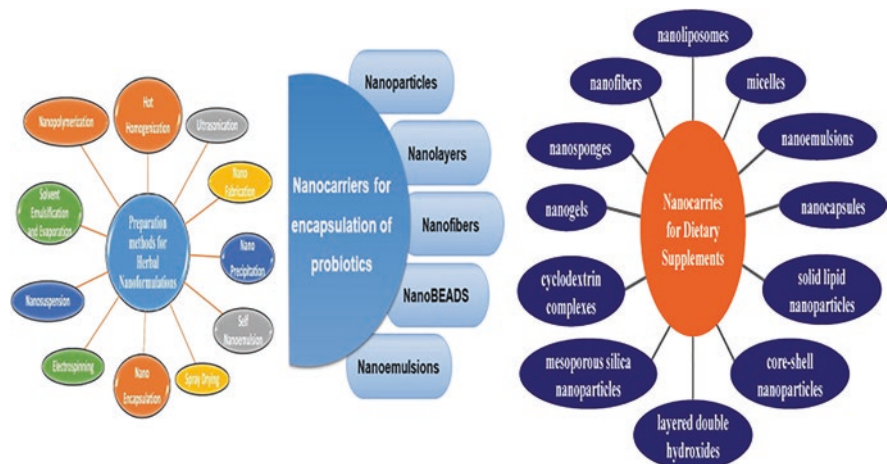 Hot
Homogenization
Ultrasonication
Nano
Fabrication
Nano
Precipitation
Self
Nanoemulsion
Spray Drying
Nano
Encapsulation
Electrospinning
Nanosuspension
Solvent
Emulsification
and Evaporation
Nanopolymerization
Preparation
methods for
Herbal
Nanoformulations
Nanocarriers for
encapsulation of
probiotics
Nanoparticles
Nanolayers
Nanofibers
NanoBEADS
Nanoemulsions
Nanocarries
for Dietary
Supplements
nanoliposomes
micelles
nanoemulsions
nanocapsules
solid lipid
nanoparticles
core-shell
nanoparticles
layered double
hydroxides
mesoporous silica
nanoparticles
cyclodextrin
complexes
nanogels
nanosponges
nanofibers